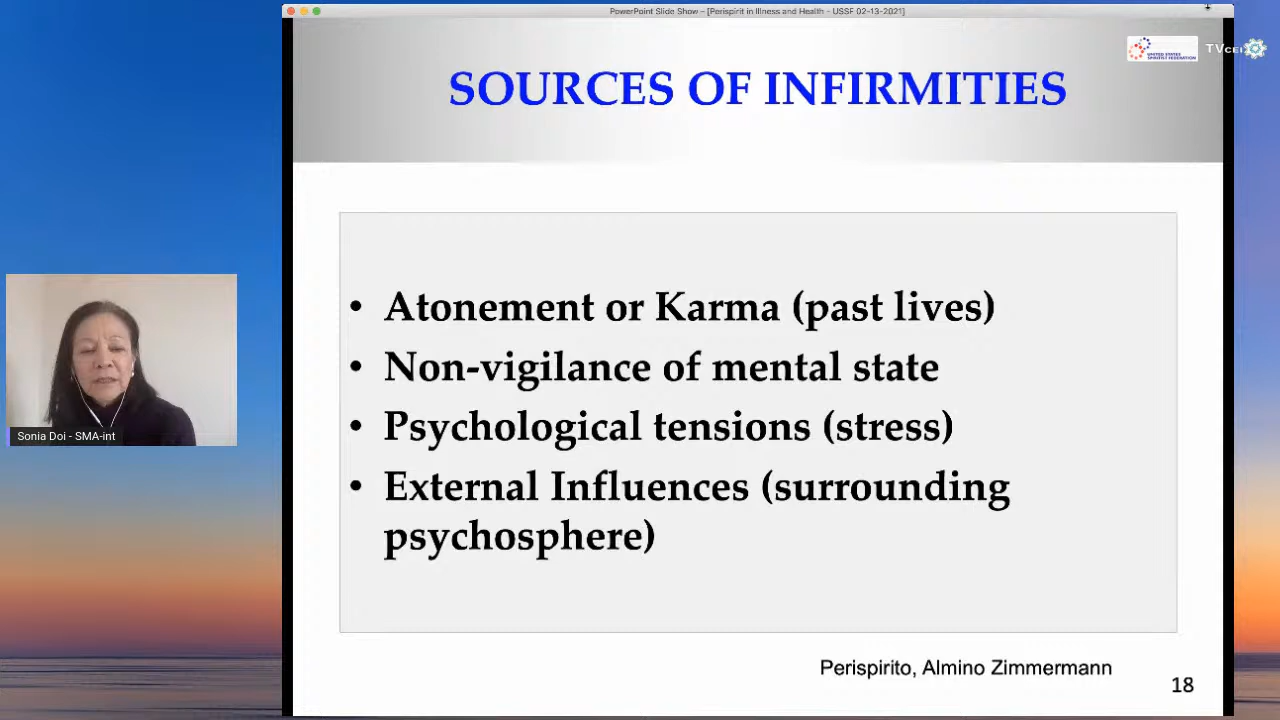 PowerPoint Slide Show - [Perispirit in Illness and Health - USSF 02-13-2021]
UNITED STATES
SPIRITIST FEDERATION
TVCEI
SOURCES OF INFIRMITIES
• Atonement or Karma (past lives)
• Non-vigilance of mental state
• Psychological tensions (stress)
• External Influences (surrounding
psychosphere)
Sonia Doi - SMA-int
Perispirito, Almino Zimmermann
18